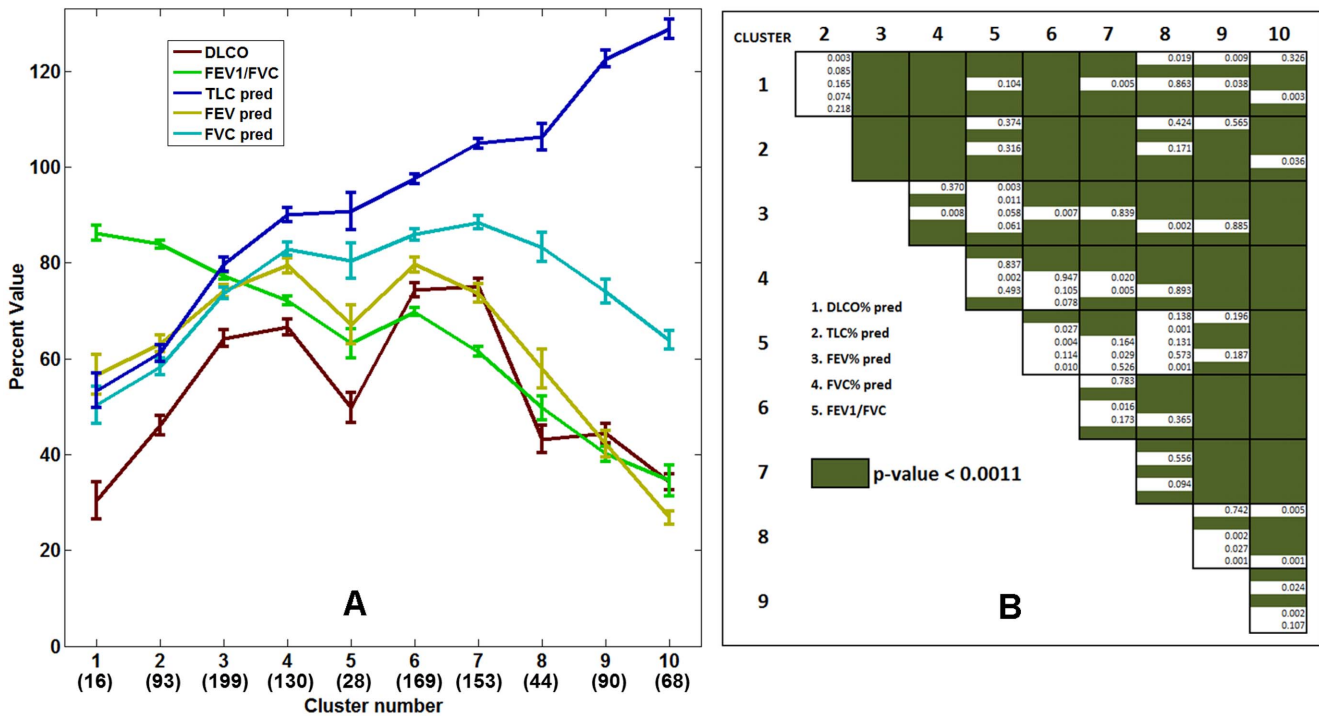 DLCO
FEV1/FVC
TLC pred
FEV pred
FVC pred
Percent Value
120
100
80
60
40
20
0
A
1 2 3 4 5 6 7 8 9 10
(16) (93) (199) (130) (28) (169) (153) (44) (90) (68)
Cluster number
CLUSTER 2 3 4 5 6 7 8 9 10
0.003 0.019 0.009 0.326
0.085
1 0.165 0.104 0.005 0.863 0.038
0.074 0.003
0.218
0.374 0.424 0.565
2
0.316 0.171
0.036
0.370 0.003
0.011
3 0.008 0.058 0.007 0.839
0.061 0.002 0.885
4
0.837
0.002 0.947 0.020
0.493 0.105 0.005 0.893
0.078
0.138 0.196
0.027 0.001
5 0.004 0.164 0.131
0.114 0.029 0.573 0.187
0.010 0.526 0.001
0.783
6
0.016
0.173 0.365
7
0.556
0.094
0.742 0.005
8
0.002
0.027
0.001 0.001
0.024
9
0.002
0.107
1. DLCO% pred
2. TLC% pred
3. FEV% pred
4. FVC% pred
5. FEV1/FVC
p-value < 0.0011
B